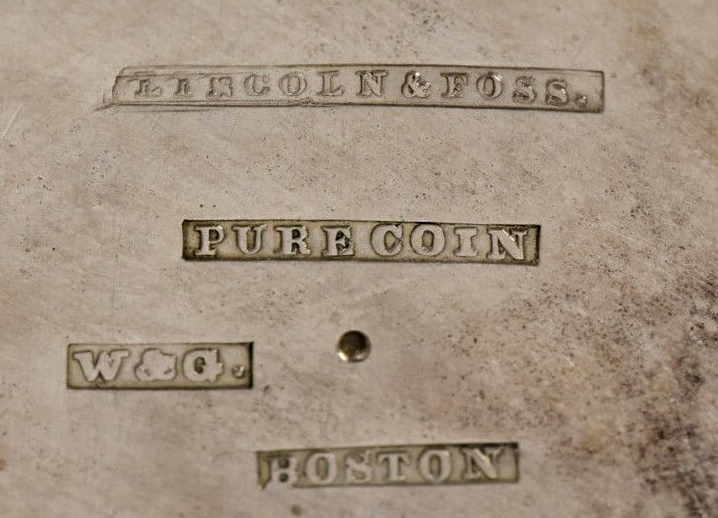 LINCOLN & FOSS.
PURE COIN
W & G.
BOSTON